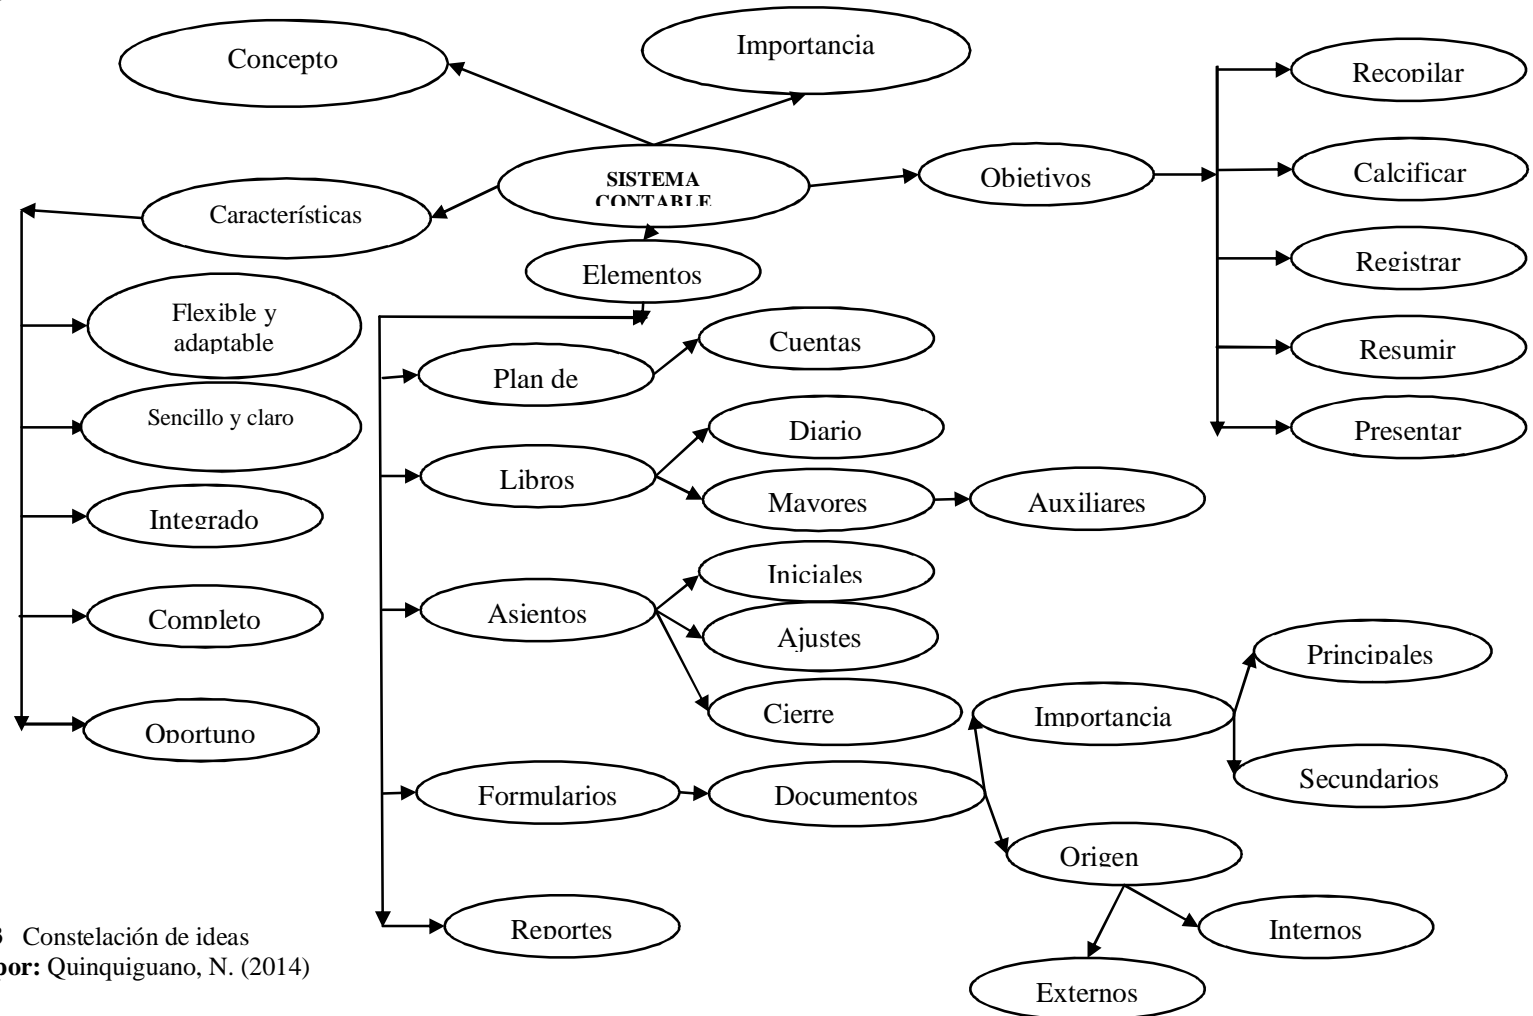 Concepto
Importancia
Recopilar
SISTEMA
CONTABLE
Objetivos
Calcificar
Características
Registrar
Elementos
Flexible y
adaptable
Cuentas
Resumir
Plan de
Sencillo y claro
Diario
Presentar
Libros
Mayores
Auxiliares
Integrado
Iniciales
Asientos
Completo
Ajustes
Principales
Cierre
Importancia
Oportuno
Secundarios
Formularios
Documentos
Origen
Reportes
Internos
Externos
3 Constelación de ideas
por: Quinquiguano, N. (2014)